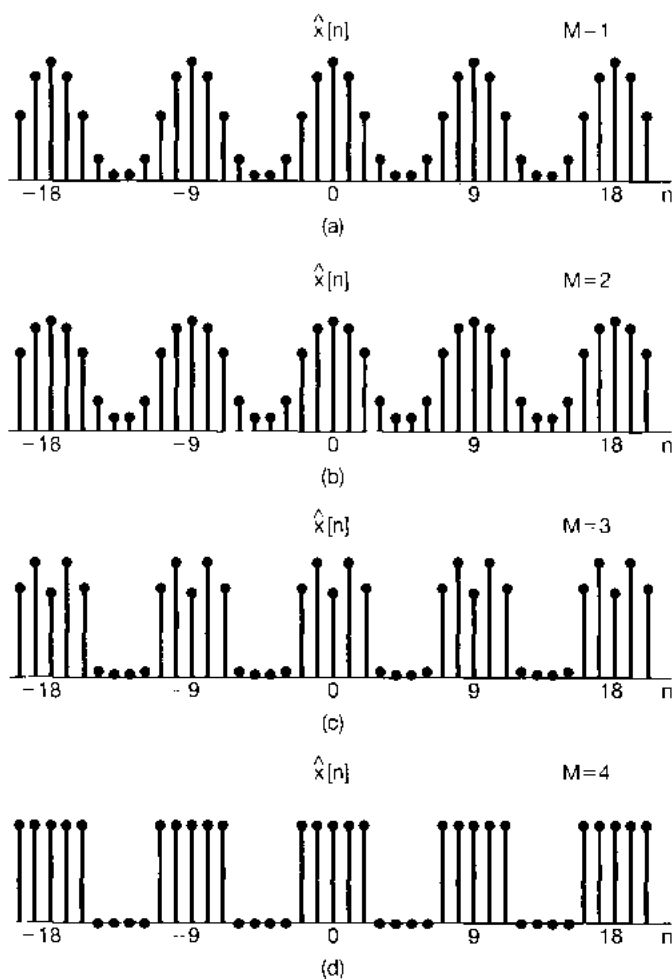 x̂[n] M−1
−18 −9 0 9 18 n
(a)
x̂[n] M=2
−18 −9 0 9 18 n
(b)
x̂[n] M−3
−18 −9 0 9 18 n
(c)
x̂[n] M=4
−18 −9 0 9 18 n
(d)